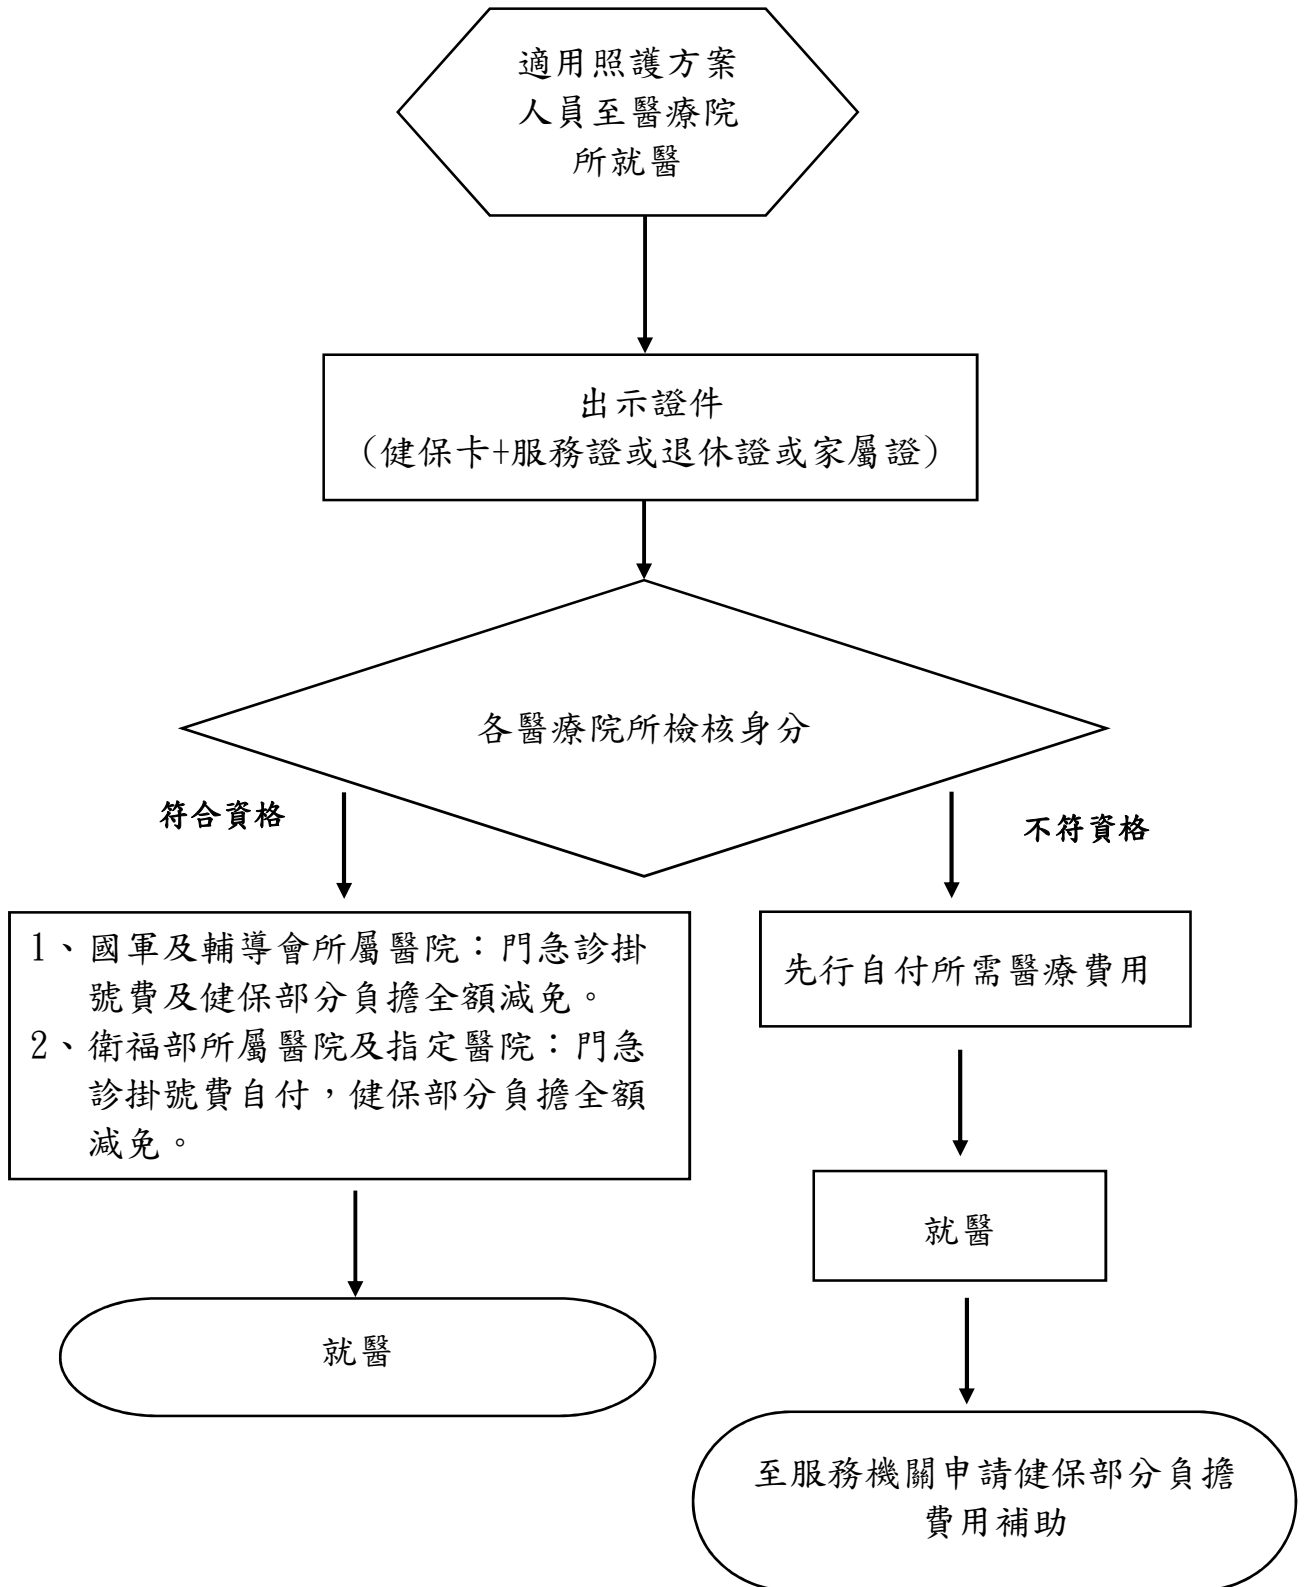 適用照護方案
人員至醫療院
所就醫
出示證件
(健保卡+服務證或退休證或家屬證)
各醫療院所檢核身分
符合資格
不符資格
1、國軍及輔導會所屬醫院：門急診掛
號費及健保部分負擔全額減免。
2、衛福部所屬醫院及指定醫院：門急
診掛號費自付，健保部分負擔全額
減免。
就醫
先行自付所需醫療費用
就醫
至服務機關申請健保部分負擔
費用補助